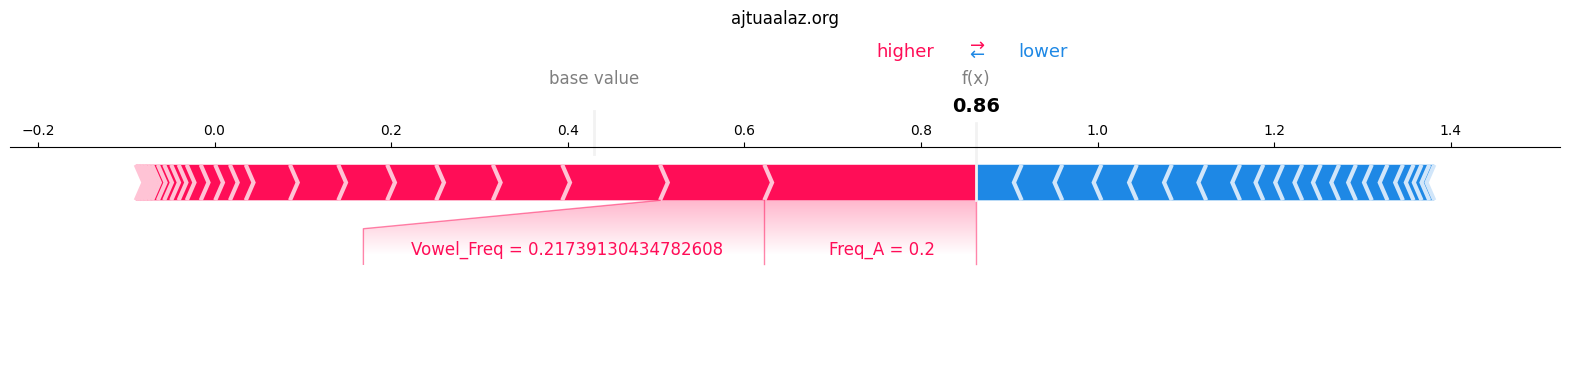 ajtuaalaz.org
higher → ← lower
base value f(x)
0.86
−0.2 0.0 0.2 0.4 0.6 0.8 1.0 1.2 1.4
Vowel_Freq = 0.21739130434782608 Freq_A = 0.2